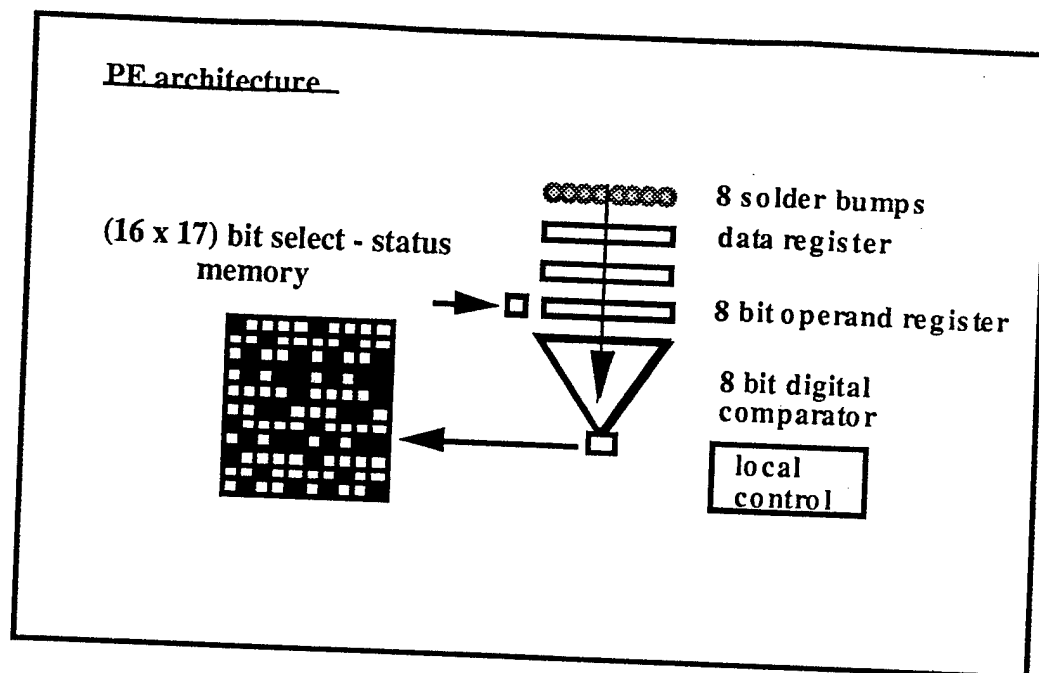 PE architecture
(16 x 17) bit select - status
memory
8 solder bumps
data register
8 bit operand register
8 bit digital
comparator
local
control